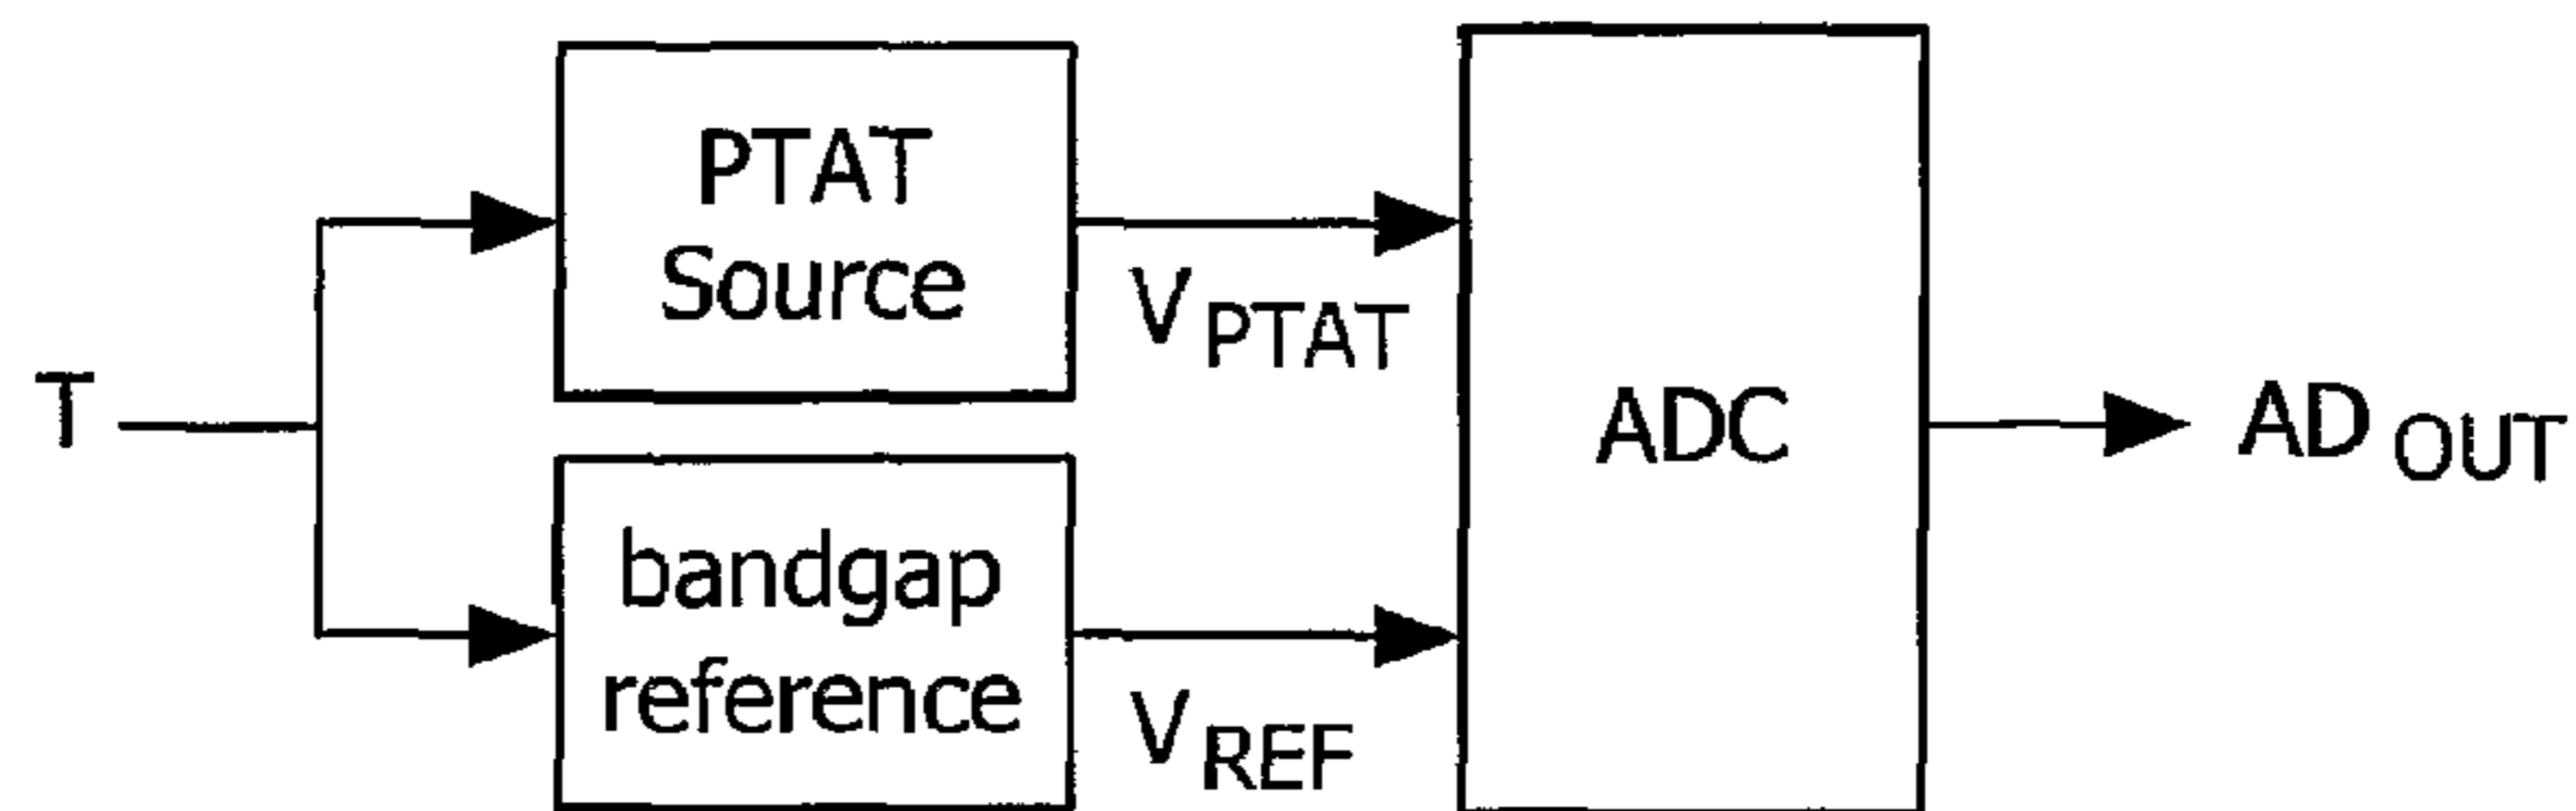 T
PTAT
Source
V PTAT
bandgap
reference
V REF
ADC
AD OUT